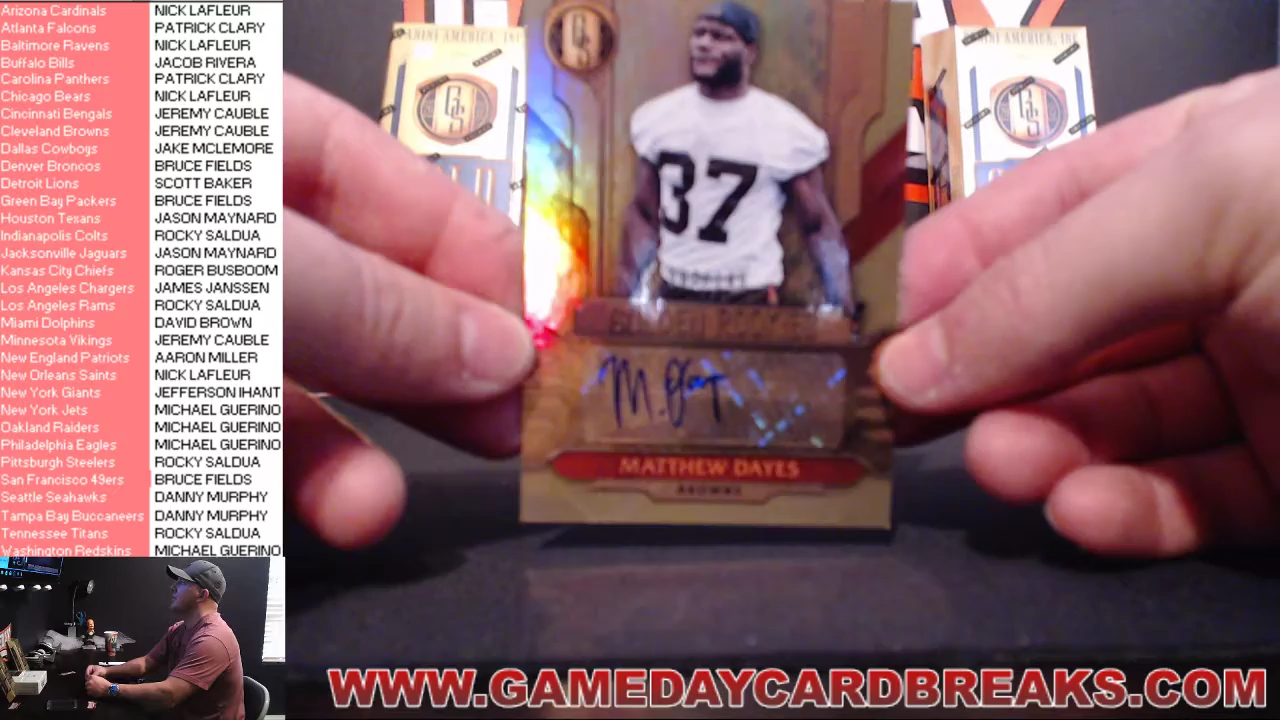 Arizona Cardinals NICK LAFLEUR
Atlanta Falcons PATRICK CLARY
Baltimore Ravens NICK LAFLEUR
Buffalo Bills JACOB RIVERA
Carolina Panthers PATRICK CLARY
Chicago Bears NICK LAFLEUR
Cincinnati Bengals JEREMY CAUBLE
Cleveland Browns JEREMY CAUBLE
Dallas Cowboys JAKE MCLEMORE
Denver Broncos BRUCE FIELDS
Detroit Lions SCOTT BAKER
Green Bay Packers BRUCE FIELDS
Houston Texans JASON MAYNARD
Indianapolis Colts ROCKY SALDUA
Jacksonville Jaguars JASON MAYNARD
Kansas City Chiefs ROGER BUSBOOM
Los Angeles Chargers JAMES JANSSEN
Los Angeles Rams ROCKY SALDUA
Miami Dolphins DAVID BROWN
Minnesota Vikings JEREMY CAUBLE
New England Patriots AARON MILLER
New Orleans Saints NICK LAFLEUR
New York Giants JEFFERSON IHANT
New York Jets MICHAEL GUERINO
Oakland Raiders MICHAEL GUERINO
Philadelphia Eagles MICHAEL GUERINO
Pittsburgh Steelers ROCKY SALDUA
San Francisco 49ers BRUCE FIELDS
Seattle Seahawks DANNY MURPHY
Tampa Bay Buccaneers DANNY MURPHY
Tennessee Titans ROCKY SALDUA
Washington Redskins MICHAEL GUERINO
PANINI AMERICA, INC
GS
GS
GS
37
MATTHEW DAYES
BROWNS
WWW.GAMEDAYCARDBREAKS.COM